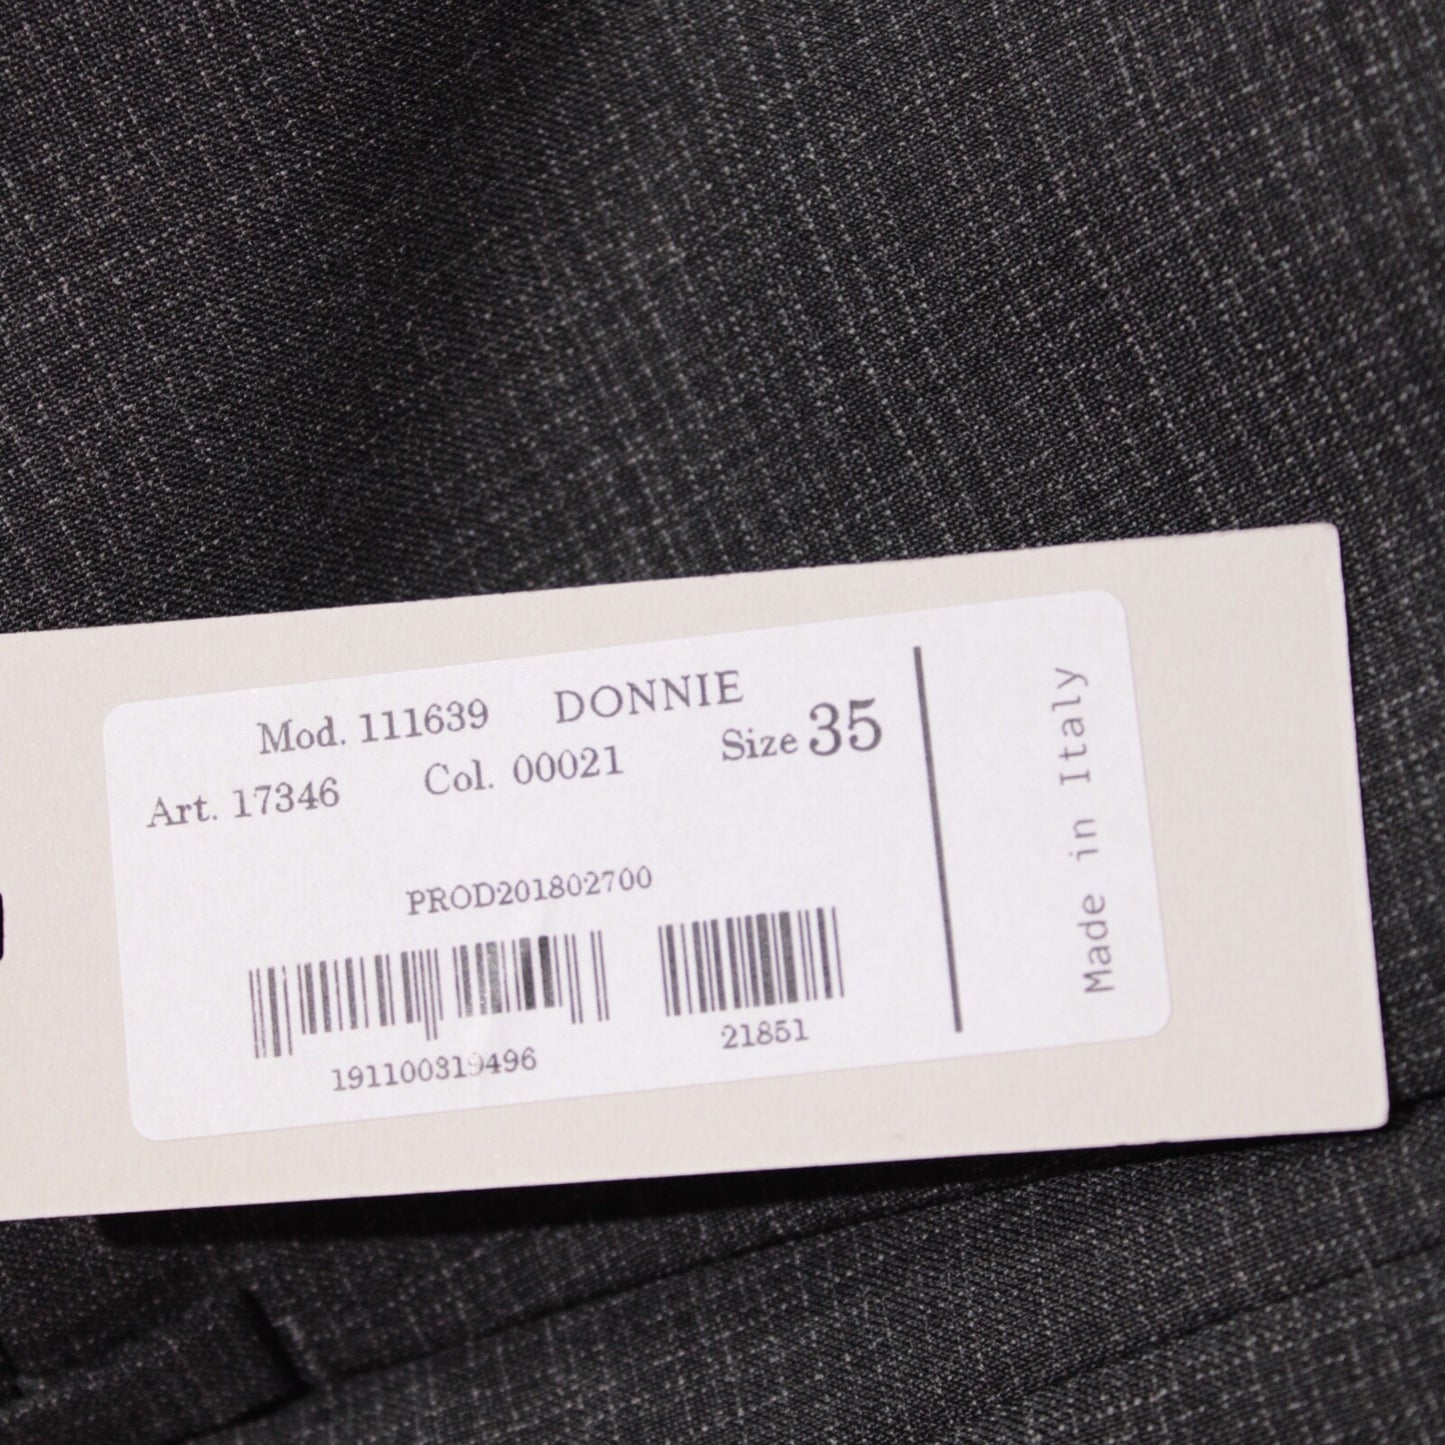 Mod. 111639 DONNIE
Art. 17346 Col. 00021 Size 35
PROD201802700
191100319496
21851
Made in Italy